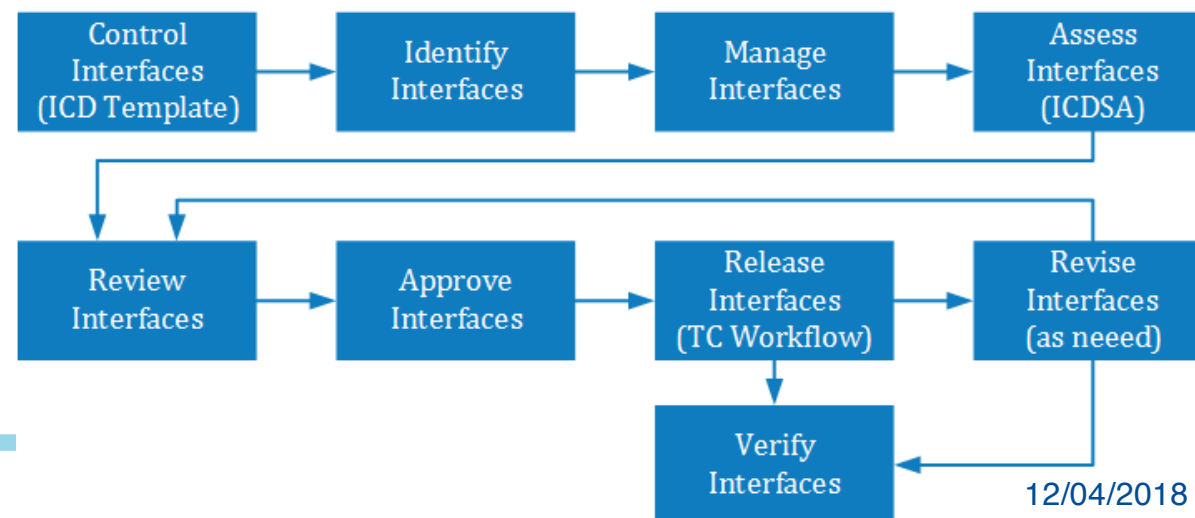 Control
Interfaces
(ICD Template)
Identify
Interfaces
Manage
Interfaces
Assess
Interfaces
(ICDSA)
Review
Interfaces
Approve
Interfaces
Release
Interfaces
(TC Workflow)
Revise
Interfaces
(as neeed)
Verify
Interfaces
12/04/2018